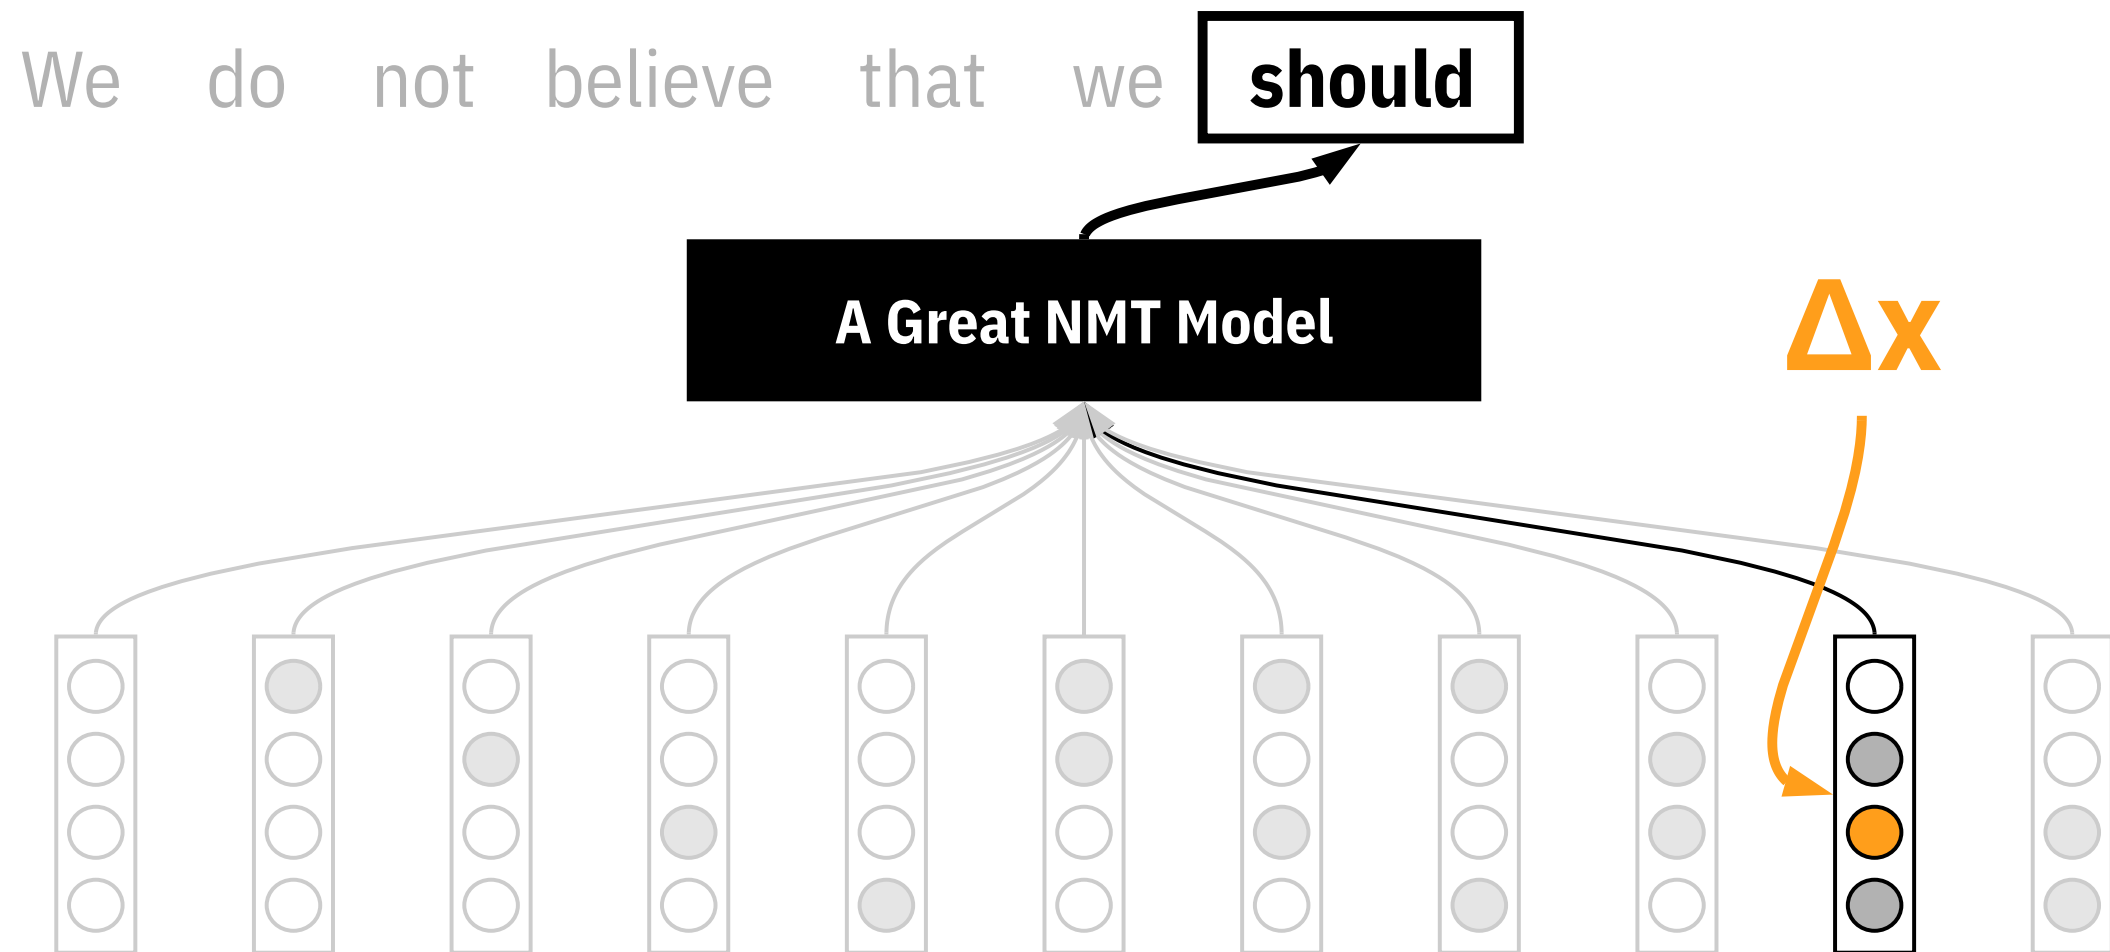 We do not believe that we should
A Great NMT Model
Δx